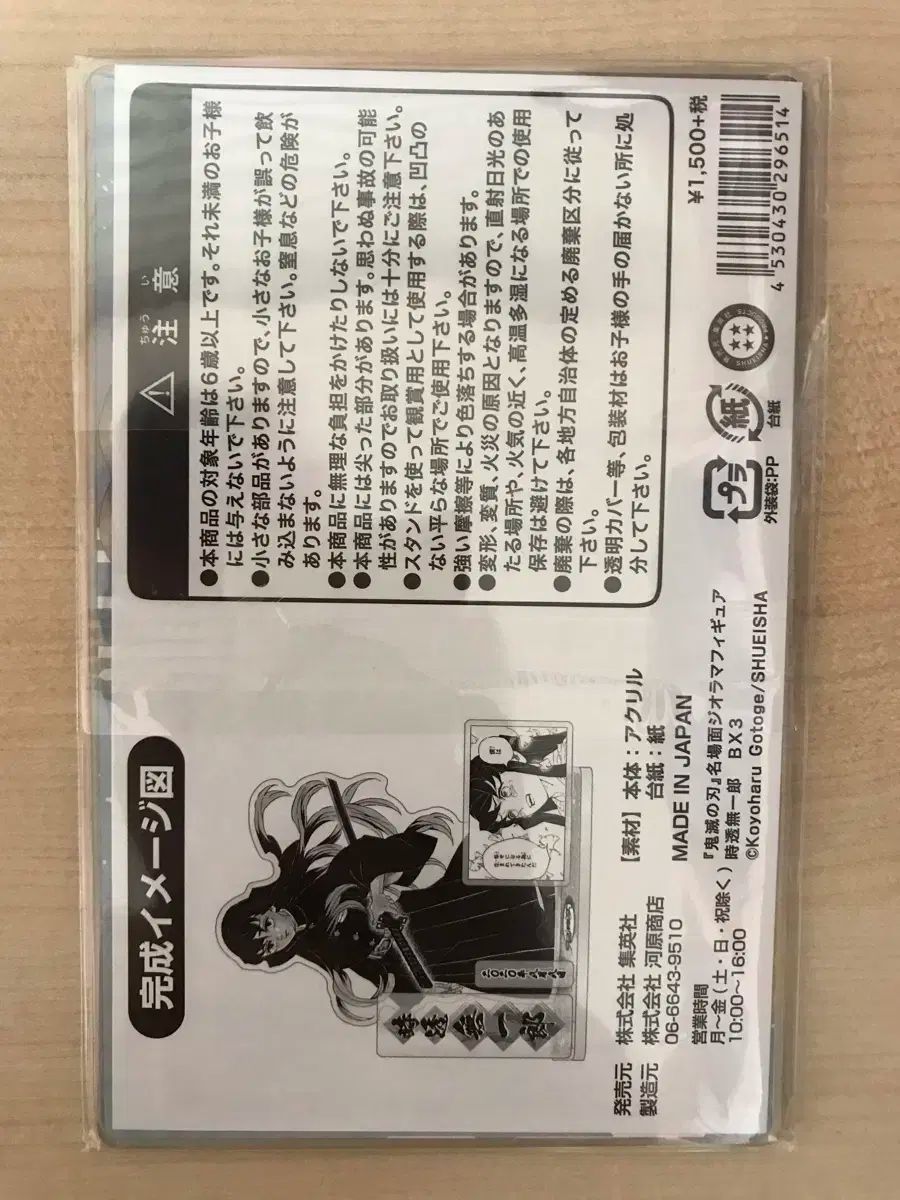 完成イメージ図
時透
無一郎
二〇二〇年 八月八日
僕は
【素材】本体：アクリル
台紙：紙
MADE IN JAPAN
『鬼滅の刃』名場面ジオラマフィギュア
時透無一郎 BX3
©Koyoharu Gotoge/SHUEISHA
発売元 株式会社 集英社
製造元 株式会社 河原商店
06-6643-9510
営業時間
月～金（土・日・祝除く）
10:00～16:00
ちゅう い
注 意
●本商品の対象年齢は6歳以上です。それ未満のお子様
には与えないで下さい。
●小さな部品がありますので、小さなお子様が誤って飲
み込まないように注意して下さい。窒息などの危険が
あります。
●本商品に無理な負担をかけたりしないで下さい。
●本商品には尖った部分があります。思わぬ事故の可能
性がありますのでお取り扱いには十分にご注意下さい。
●スタンドを使って観賞用として使用する際は、凹凸の
ない平らな場所でご使用下さい。
●強い摩擦等により色落ちする場合があります。
●変形、変質、火災の原因となりますので、直射日光のあ
たる場所や、火気の近く、高温多湿になる場所での使用
保存は避けて下さい。
●廃棄の際は、各地方自治体の定める廃棄区分に従って
下さい。
●透明カバー等、包装材はお子様の手の届かない所に処
分して下さい。
プラ
外装袋:PP
紙
台紙
¥1,500+税
4 530430 296514